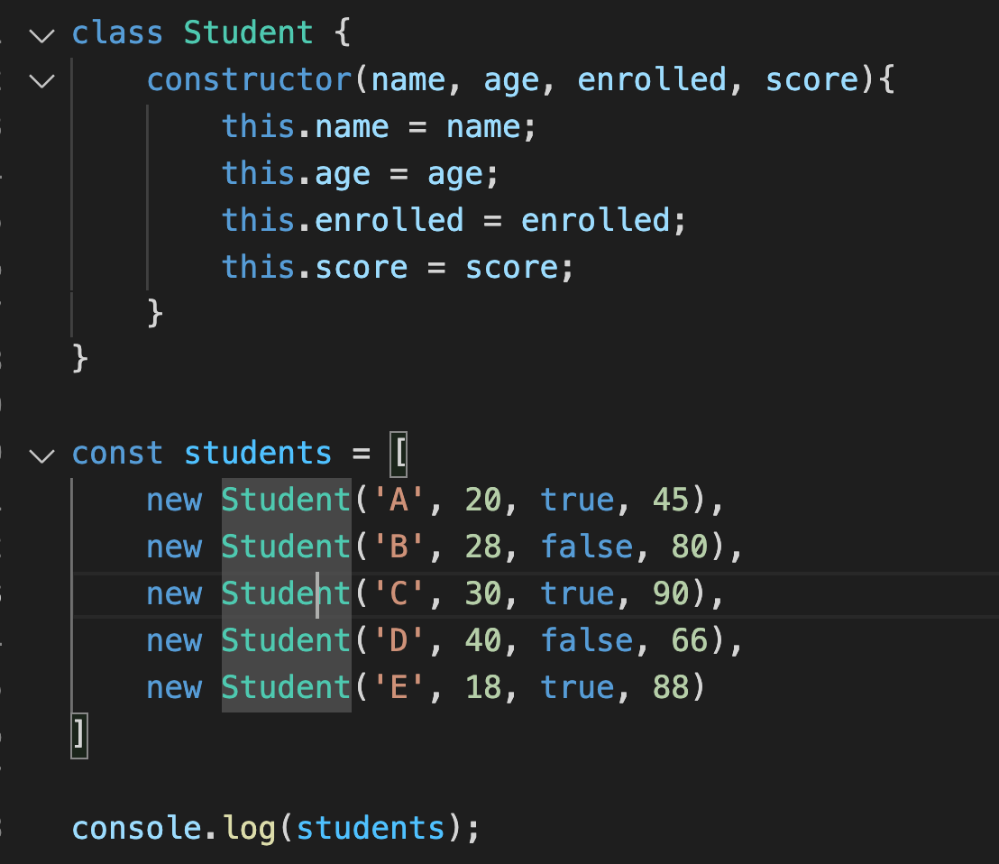 class Student {
    constructor(name, age, enrolled, score){
        this.name = name;
        this.age = age;
        this.enrolled = enrolled;
        this.score = score;
    }
}

const students = [
    new Student('A', 20, true, 45),
    new Student('B', 28, false, 80),
    new Student('C', 30, true, 90),
    new Student('D', 40, false, 66),
    new Student('E', 18, true, 88)
]

console.log(students);